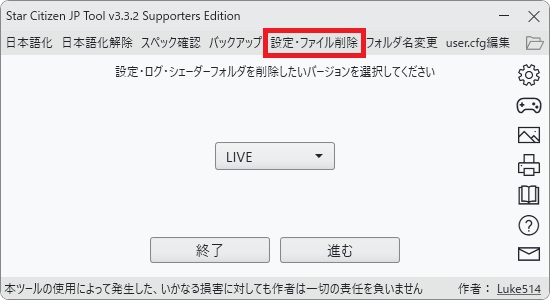 Star Citizen JP Tool v3.3.2 Supporters Edition
日本語化 日本語化解除 スペック確認 バックアップ 設定・ファイル削除 フォルダ名変更 user.cfg編集
設定・ログ・シェーダーフォルダを削除したいバージョンを選択してください
LIVE
終了 進む
本ツールの使用によって発生した、いかなる損害に対しても作者は一切の責任を負いません 作者： Luke514